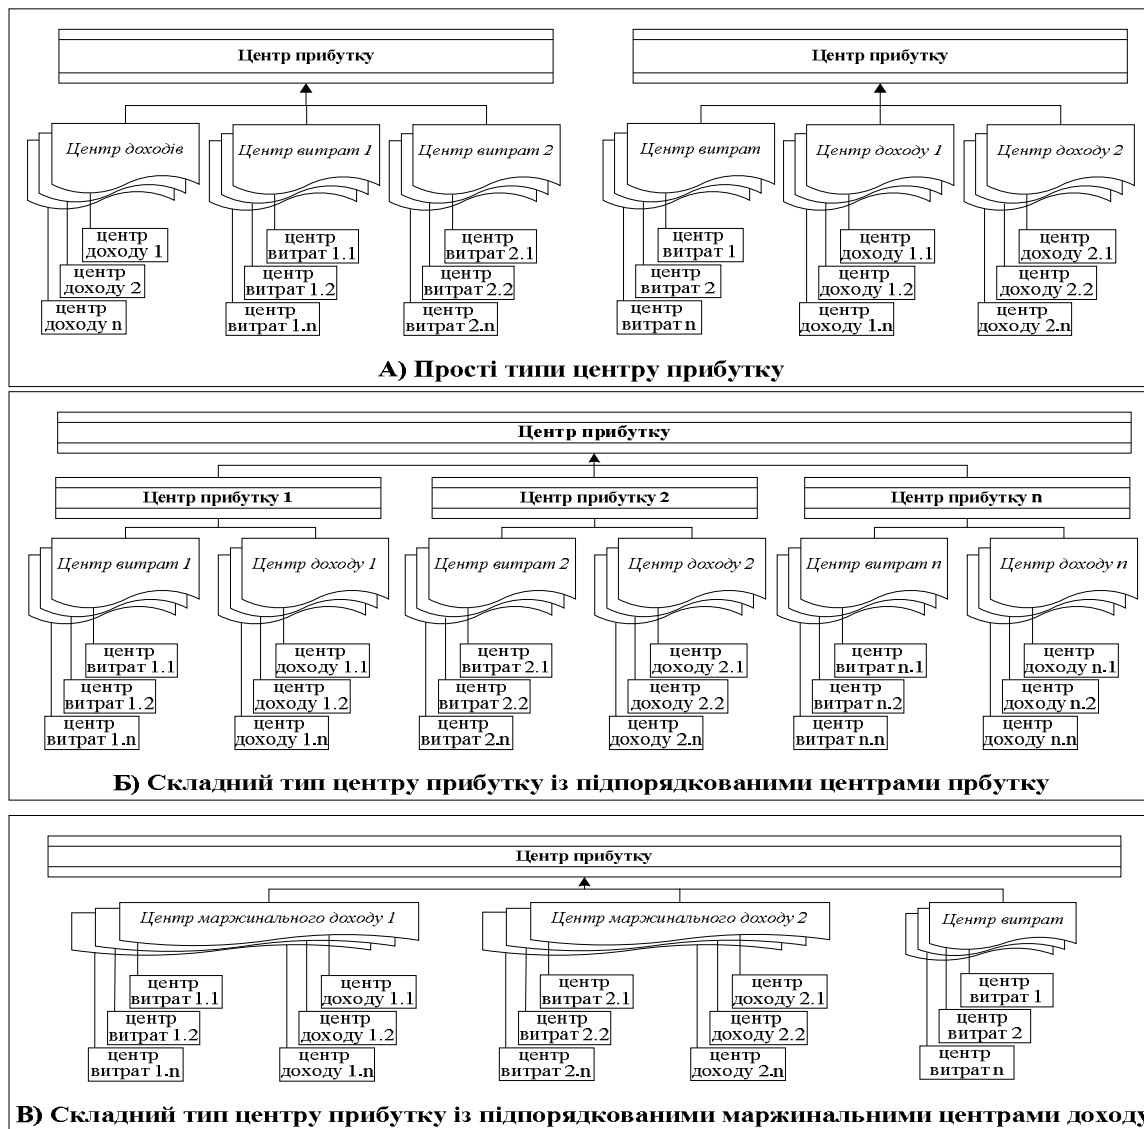 Центр прибутку
Центр прибутку
Центр доходів
Центр витрат 1
Центр витрат 2
Центр витрат
Центр доходу 1
Центр доходу 2
центр
доходу 1
центр
доходу 2
центр
доходу n
центр
витрат 1.1
центр
витрат 1.2
центр
витрат 1.n
центр
витрат 2.1
центр
витрат 2.2
центр
витрат 2.n
центр
витрат 1
центр
витрат 2
центр
витрат n
центр
доходу 1.1
центр
доходу 1.2
центр
доходу 1.n
центр
доходу 2.1
центр
доходу 2.2
центр
доходу 2.n
А) Прості типи центру прибутку
Центр прибутку
Центр прибутку 1
Центр прибутку 2
Центр прибутку n
Центр витрат 1
Центр доходу 1
Центр витрат 2
Центр доходу 2
Центр витрат n
Центр доходу n
центр
витрат 1.1
центр
витрат 1.2
центр
витрат 1.n
центр
доходу 1.1
центр
доходу 1.2
центр
доходу 1.n
центр
витрат 2.1
центр
витрат 2.2
центр
витрат 2.n
центр
доходу 2.1
центр
доходу 2.2
центр
доходу 2.n
центр
витрат n.1
центр
витрат n.2
центр
витрат n.n
центр
доходу n.1
центр
доходу n.2
центр
доходу n.n
Б) Складний тип центру прибутку із підпорядкованими центрами прбутку
Центр прибутку
Центр маржинального доходу 1
Центр маржинального доходу 2
Центр витрат
центр
витрат 1.1
центр
витрат 1.2
центр
витрат 1.n
центр
доходу 1.1
центр
доходу 1.2
центр
доходу 1.n
центр
витрат 2.1
центр
витрат 2.2
центр
витрат 2.n
центр
доходу 2.1
центр
доходу 2.2
центр
доходу 2.n
центр
витрат 1
центр
витрат 2
центр
витрат n
В) Складний тип центру прибутку із підпорядкованими маржинальними центрами доходу